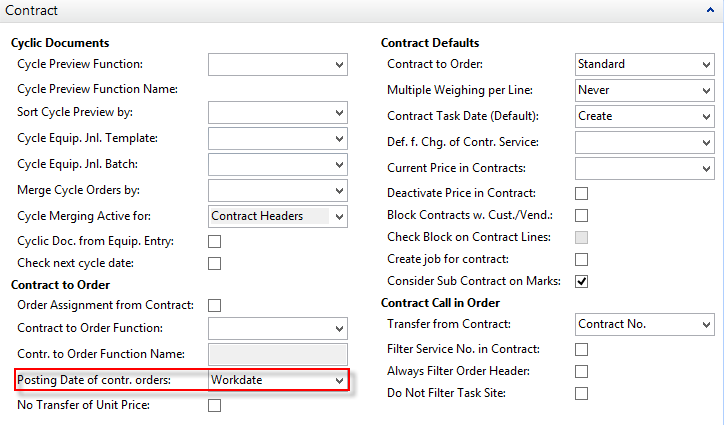 Contract
Cyclic Documents
Cycle Preview Function:
Cycle Preview Function Name:
Sort Cycle Preview by:
Cycle Equip. Jnl. Template:
Cycle Equip. Jnl. Batch:
Merge Cycle Orders by:
Cycle Merging Active for: Contract Headers
Cyclic Doc. from Equip. Entry:
Check next cycle date:
Contract to Order
Order Assignment from Contract:
Contract to Order Function:
Contr. to Order Function Name:
Posting Date of contr. orders: Workdate
No Transfer of Unit Price:
Contract Defaults
Contract to Order: Standard
Multiple Weighing per Line: Never
Contract Task Date (Default): Create
Def. f. Chg. of Contr. Service:
Current Price in Contracts:
Deactivate Price in Contract:
Block Contracts w. Cust./Vend.:
Check Block on Contract Lines:
Create job for contract:
Consider Sub Contract on Marks:
Contract Call in Order
Transfer from Contract: Contract No.
Filter Service No. in Contract:
Always Filter Order Header:
Do Not Filter Task Site: